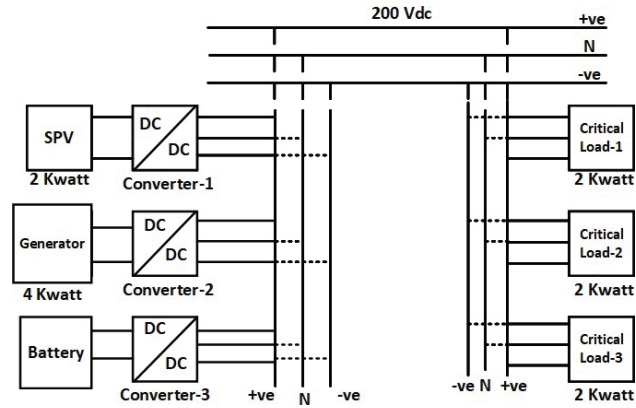 200 Vdc
+ve
N
-ve
SPV
2 Kwatt
DC
DC
Converter-1
Critical
Load-1
2 Kwatt
Generator
4 Kwatt
DC
DC
Converter-2
Critical
Load-2
2 Kwatt
Battery
DC
DC
Converter-3
+ve
N
-ve
-ve
N
+ve
Critical
Load-3
2 Kwatt